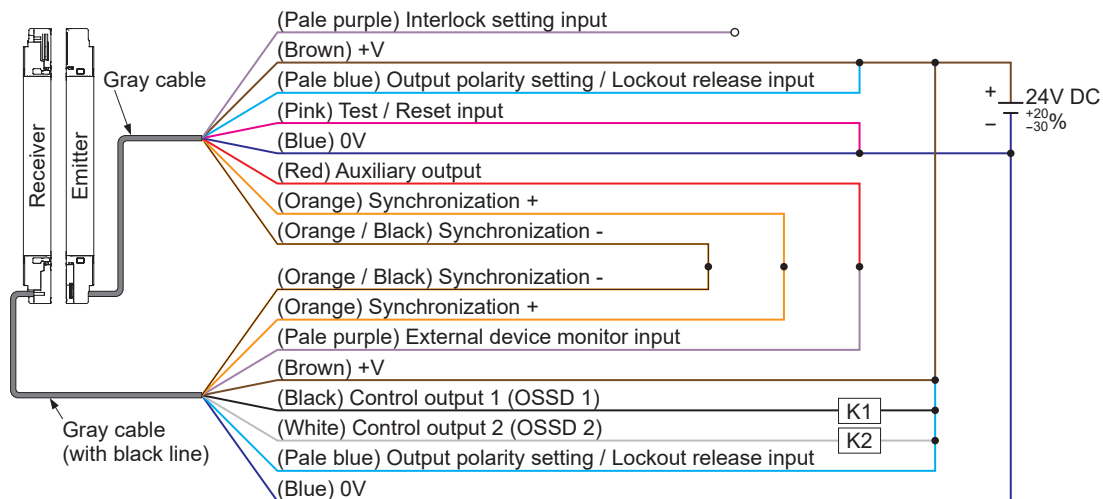 (Pale purple) Interlock setting input
(Brown) +V
Gray cable
(Pale blue) Output polarity setting / Lockout release input
+
24V DC
+20
–30%
–
(Pink) Test / Reset input
(Blue) 0V
Receiver
Emitter
(Red) Auxiliary output
(Orange) Synchronization +
(Orange / Black) Synchronization -
(Orange / Black) Synchronization -
(Orange) Synchronization +
(Pale purple) External device monitor input
(Brown) +V
(Black) Control output 1 (OSSD 1)
K1
Gray cable
(with black line)
(White) Control output 2 (OSSD 2)
K2
(Pale blue) Output polarity setting / Lockout release input
(Blue) 0V